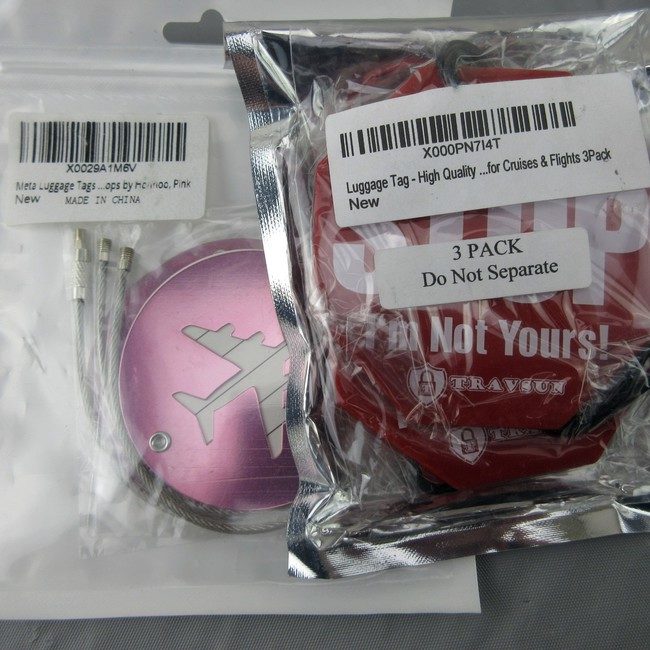 X0029A1M6V
Meta Luggage Tags ...ops by Pink
New MADE IN CHINA
X000PN7I4T
Luggage Tag - High Quality ...for Cruises & Flights 3Pack
New
STOP
3 PACK
Do Not Separate
I'm Not Yours!
TRAVSUN